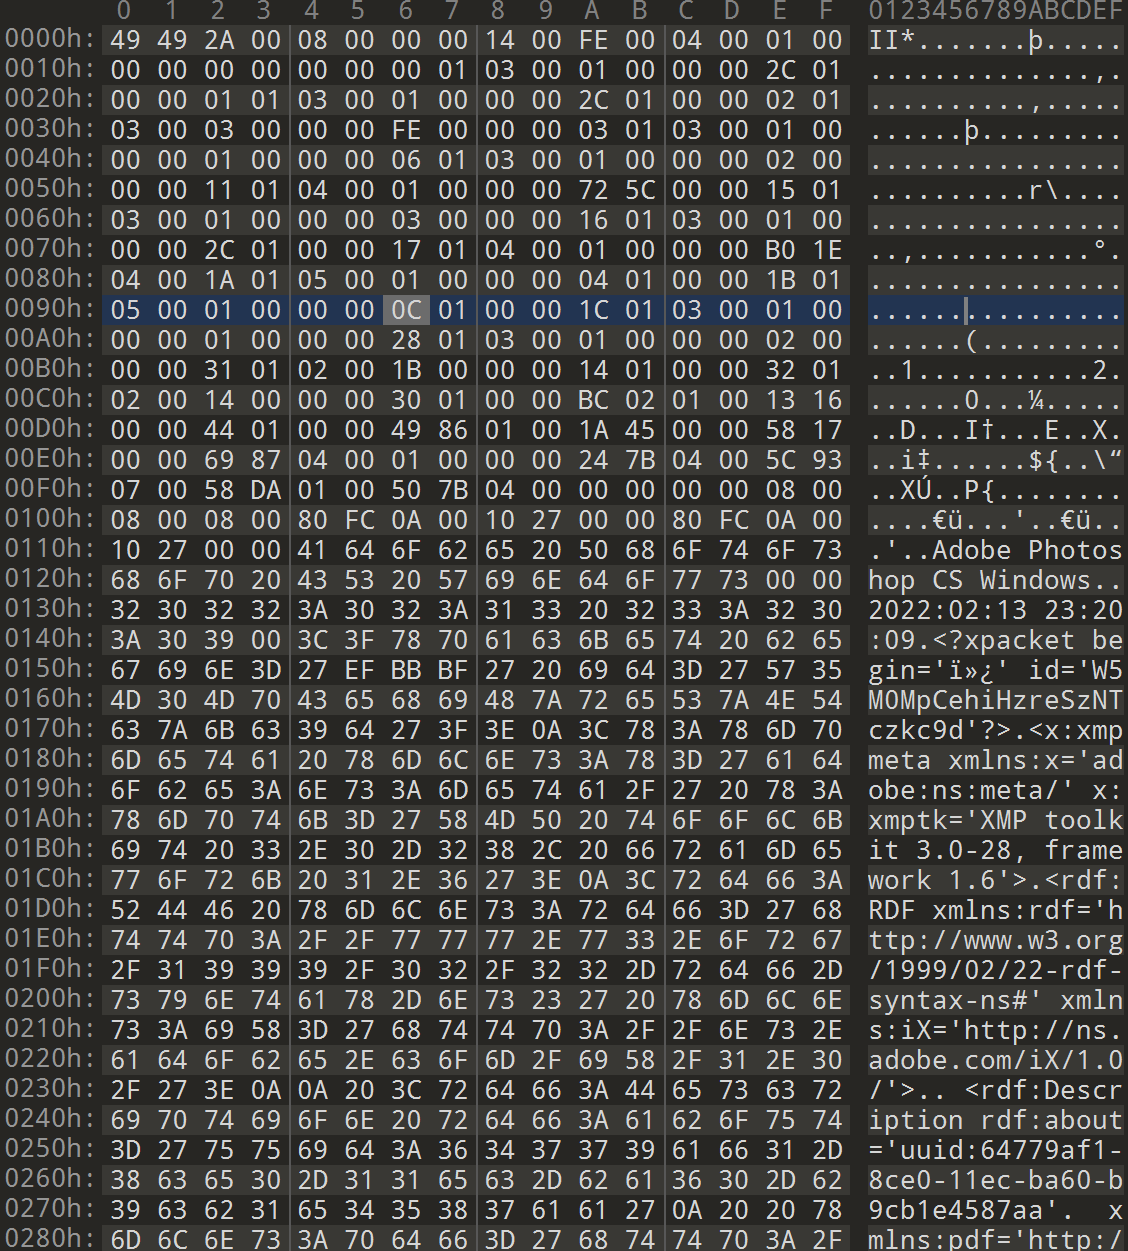 0 1 2 3 4 5 6 7 8 9 A B C D E F 0123456789ABCDEF
0000h: 49 49 2A 00 08 00 00 00 14 00 FE 00 04 00 01 00 II*.......þ.....
0010h: 00 00 00 00 00 00 01 03 00 01 00 00 00 2C 01 ..............,.
0020h: 00 00 01 01 03 00 01 00 00 00 2C 01 00 00 02 01 ..........,.....
0030h: 03 00 03 00 00 00 FE 00 00 00 03 01 03 00 01 00 ......þ.........
0040h: 00 00 01 00 00 00 06 01 03 00 01 00 00 00 02 00 ................
0050h: 00 00 11 01 04 00 01 00 00 00 72 5C 00 00 15 01 ..........r\....
0060h: 03 00 01 00 00 00 03 00 00 00 16 01 03 00 01 00 ................
0070h: 00 00 2C 01 00 00 17 01 04 00 01 00 00 00 B0 1E ..,...........°.
0080h: 04 00 1A 01 05 00 01 00 00 00 04 01 00 00 1B 01 ................
0090h: 05 00 01 00 00 00 0C 01 00 00 1C 01 03 00 01 00 ................
00A0h: 00 00 01 00 00 00 28 01 03 00 01 00 00 00 02 00 ......(.........
00B0h: 00 00 31 01 02 00 1B 00 00 00 14 01 00 00 32 01 ..1...........2.
00C0h: 02 00 14 00 00 00 30 01 00 00 BC 02 01 00 13 16 ......0...¼.....
00D0h: 00 00 44 01 00 00 49 86 01 00 1A 45 00 00 58 17 ..D...I†...E..X.
00E0h: 00 00 69 87 04 00 01 00 00 00 24 7B 04 00 5C 93 ..i‡......${..\“
00F0h: 07 00 58 DA 01 00 50 7B 04 00 00 00 00 00 08 00 ..XÚ..P{........
0100h: 08 00 08 00 80 FC 0A 00 10 27 00 00 80 FC 0A 00 ....€ü...'..€ü..
0110h: 10 27 00 00 41 64 6F 62 65 20 50 68 6F 74 6F 73 .'..Adobe Photos
0120h: 68 6F 70 20 43 53 20 57 69 6E 64 6F 77 73 00 00 hop CS Windows..
0130h: 32 30 32 32 3A 30 32 3A 31 33 20 32 33 3A 32 30 2022:02:13 23:20
0140h: 3A 30 39 00 3C 3F 78 70 61 63 6B 65 74 20 62 65 :09.<?xpacket be
0150h: 67 69 6E 3D 27 EF BB BF 27 20 69 64 3D 27 57 35 gin='ï»¿' id='W5
0160h: 4D 30 4D 70 43 65 68 69 48 7A 72 65 53 7A 4E 54 M0MpCehiHzreSzNT
0170h: 63 7A 6B 63 39 64 27 3F 3E 0A 3C 78 3A 78 6D 70 czkc9d'?>.<x:xmp
0180h: 6D 65 74 61 20 78 6D 6C 6E 73 3A 78 3D 27 61 64 meta xmlns:x='ad
0190h: 6F 62 65 3A 6E 73 3A 6D 65 74 61 2F 27 20 78 3A obe:ns:meta/' x:
01A0h: 78 6D 70 74 6B 3D 27 58 4D 50 20 74 6F 6F 6C 6B xmptk='XMP toolk
01B0h: 69 74 20 33 2E 30 2D 32 38 2C 20 66 72 61 6D 65 it 3.0-28, frame
01C0h: 77 6F 72 6B 20 31 2E 36 27 3E 0A 3C 72 64 66 3A work 1.6'>.<rdf:
01D0h: 52 44 46 20 78 6D 6C 6E 73 3A 72 64 66 3D 27 68 RDF xmlns:rdf='h
01E0h: 74 74 70 3A 2F 2F 77 77 77 2E 77 33 2E 6F 72 67 ttp://www.w3.org
01F0h: 2F 31 39 39 39 2F 30 32 2F 32 32 2D 72 64 66 2D /1999/02/22-rdf-
0200h: 73 79 6E 74 61 78 2D 6E 73 23 27 20 78 6D 6C 6E syntax-ns#' xmln
0210h: 73 3A 69 58 3D 27 68 74 74 70 3A 2F 2F 6E 73 2E s:iX='http://ns.
0220h: 61 64 6F 62 65 2E 63 6F 6D 2F 69 58 2F 31 2E 30 adobe.com/iX/1.0
0230h: 2F 27 3E 0A 0A 20 3C 72 64 66 3A 44 65 73 63 72 /'>.. <rdf:Descr
0240h: 69 70 74 69 6F 6E 20 72 64 66 3A 61 62 6F 75 74 iption rdf:about
0250h: 3D 27 75 75 69 64 3A 36 34 37 37 39 61 66 31 2D ='uuid:64779af1-
0260h: 38 63 65 30 2D 31 31 65 63 2D 62 61 36 30 2D 62 8ce0-11ec-ba60-b
0270h: 39 63 62 31 65 34 35 38 37 61 61 27 0A 20 20 78 9cb1e4587aa'.  x
0280h: 6D 6C 6E 73 3A 70 64 66 3D 27 68 74 74 70 3A 2F mlns:pdf='http:/